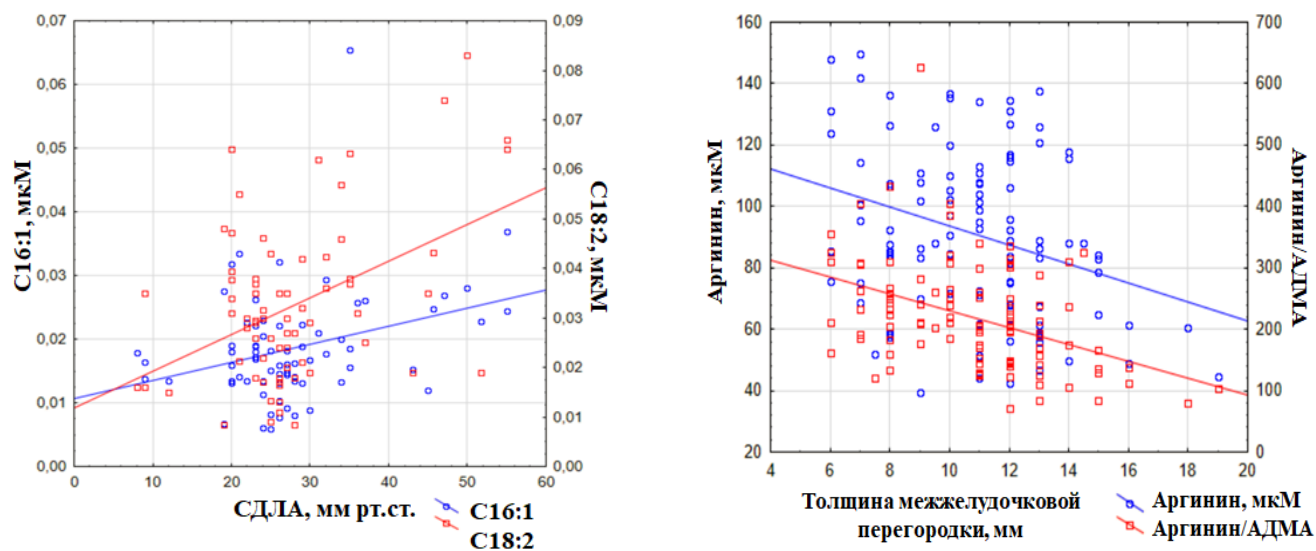 0,07
0,06
0,05
0,04
0,03
0,02
0,01
0,00
C16:1, мкМ
0,09
0,08
0,07
0,06
0,05
0,04
0,03
0,02
0,01
0,00
C18:2, мкМ
0 10 20 30 40 50 60
СДЛА, мм рт.ст.
C16:1
C18:2
160
140
120
100
80
60
40
20
Аргинин, мкМ
700
600
500
400
300
200
100
0
Аргинин/АДМА
4 6 8 10 12 14 16 18 20
Толщина межжелудочковой
перегородки, мм
Аргинин, мкМ
Аргинин/АДМА